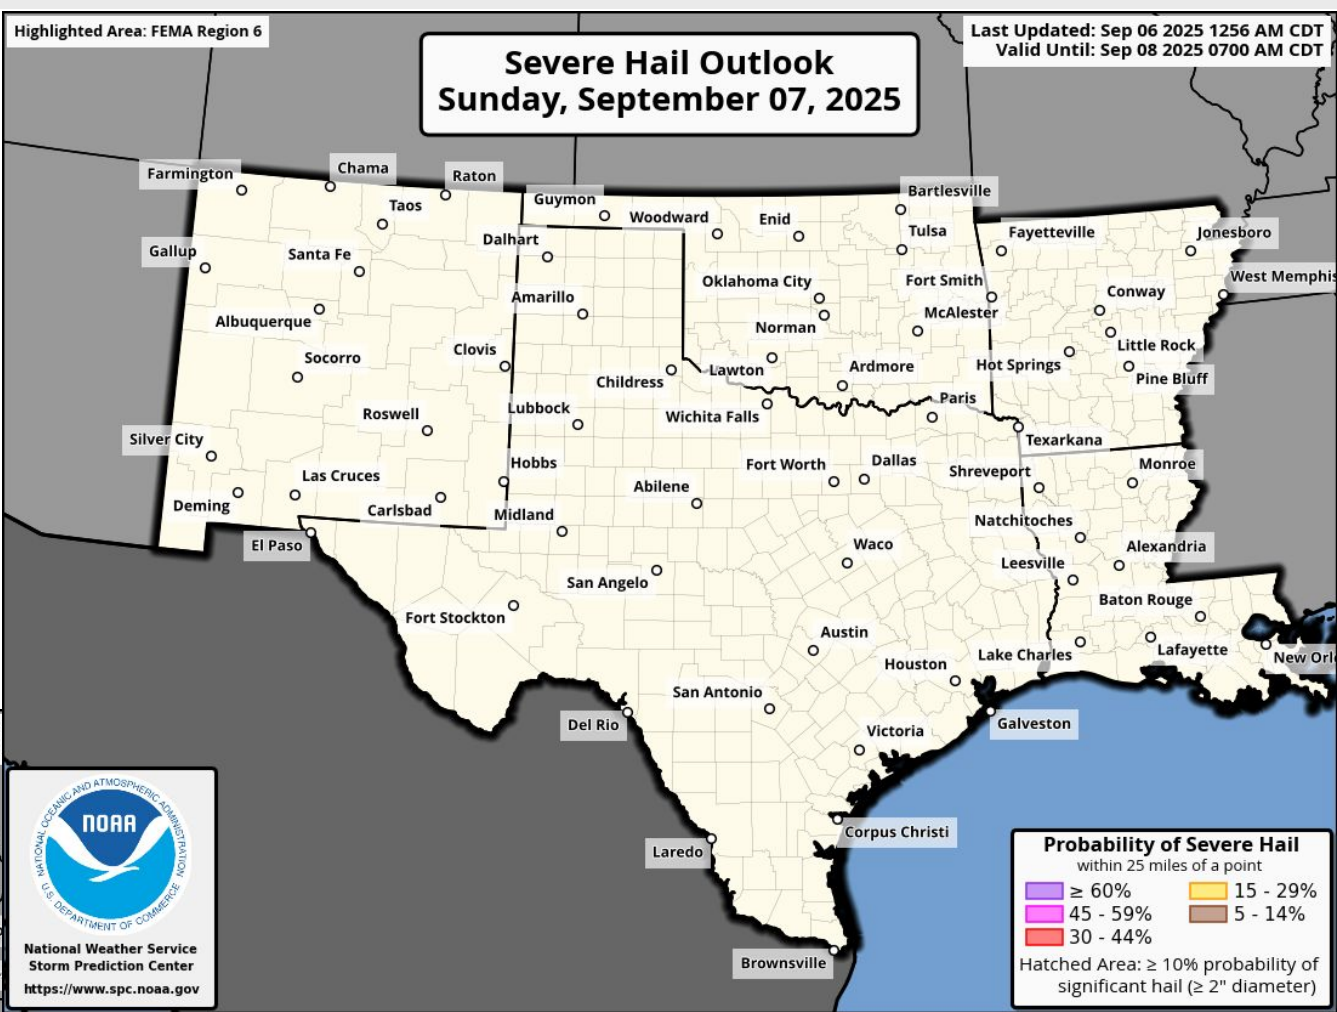 Highlighted Area: FEMA Region 6
Severe Hail Outlook
Sunday, September 07, 2025
Last Updated: Sep 06 2025 1256 AM CDT
Valid Until: Sep 08 2025 0700 AM CDT
Farmington
Chama
Raton
Taos
Guymon
Woodward
Enid
Bartlesville
Tulsa
Fayetteville
Jonesboro
Gallup
Santa Fe
Dalhart
Oklahoma City
Fort Smith
West Memphis
Amarillo
Conway
Albuquerque
Norman
McAlester
Socorro
Clovis
Childress
Lawton
Ardmore
Hot Springs
Little Rock
Pine Bluff
Roswell
Lubbock
Wichita Falls
Paris
Silver City
Texarkana
Las Cruces
Hobbs
Abilene
Fort Worth
Dallas
Shreveport
Monroe
Deming
Carlsbad
Midland
Natchitoches
El Paso
Waco
Alexandria
San Angelo
Leesville
Fort Stockton
Baton Rouge
Austin
Houston
Lake Charles
Lafayette
New Orl
San Antonio
Del Rio
Victoria
Galveston
Laredo
Corpus Christi
Brownsville
NATIONAL OCEANIC AND ATMOSPHERIC ADMINISTRATION
NOAA
U.S. DEPARTMENT OF COMMERCE
National Weather Service
Storm Prediction Center
https://www.spc.noaa.gov
Probability of Severe Hail
within 25 miles of a point
≥ 60% 15 - 29%
45 - 59% 5 - 14%
30 - 44%
Hatched Area: ≥ 10% probability of
significant hail (≥ 2" diameter)